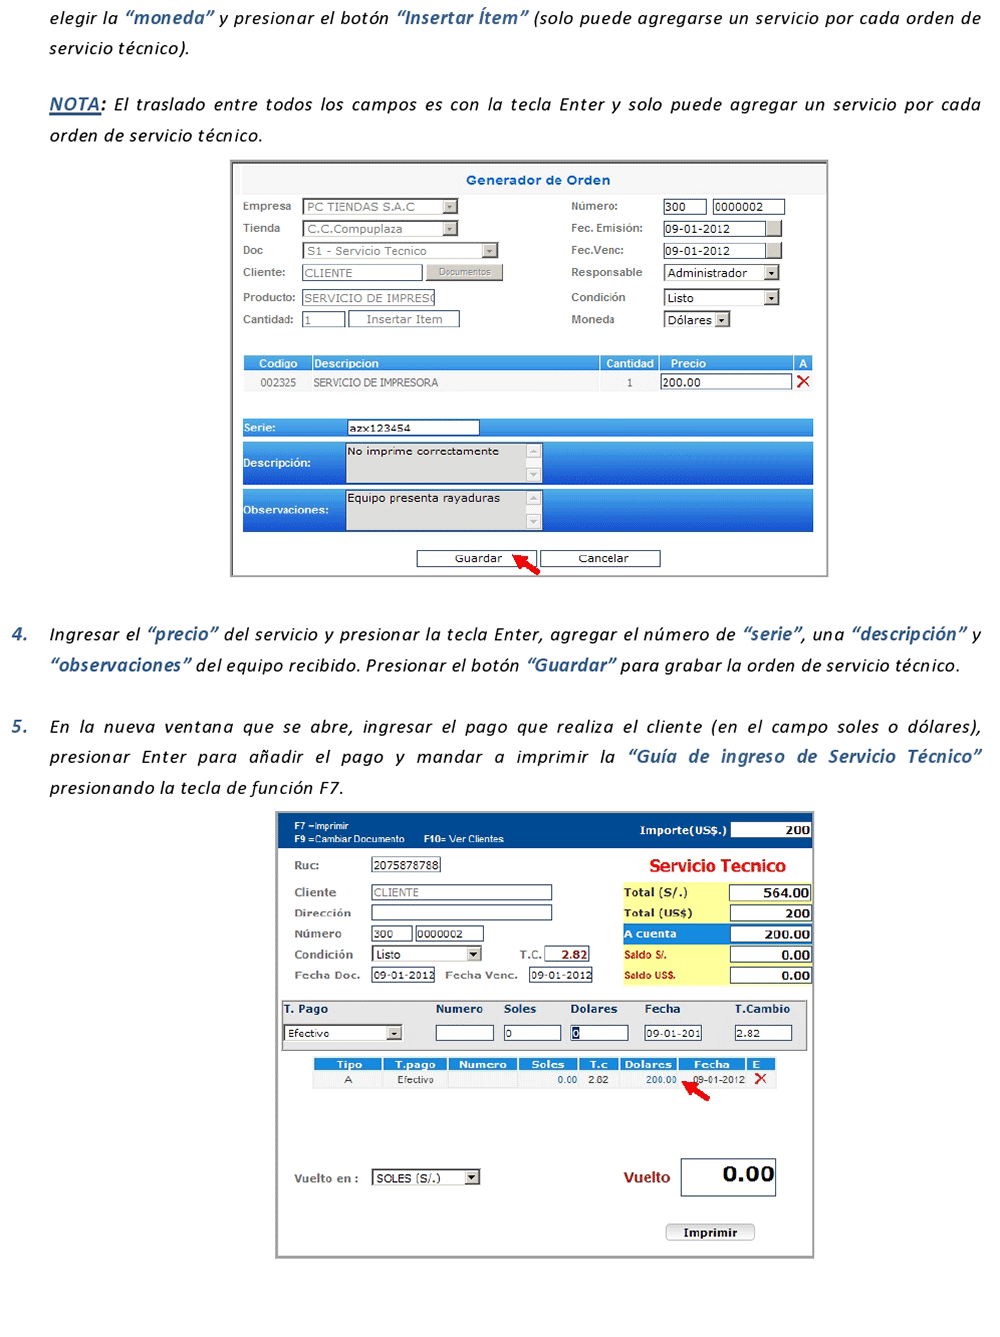 elegir la “moneda” y presionar el botón “Insertar Ítem” (solo puede agregarse un servicio por cada orden de
servicio técnico).
NOTA: El traslado entre todos los campos es con la tecla Enter y solo puede agregar un servicio por cada
orden de servicio técnico.
Generador de Orden
Empresa PC TIENDAS S.A.C Número: 300 0000002
Tienda C.C.Compuplaza Fec. Emisión: 09-01-2012
Doc S1 - Servicio Tecnico Fec.Venc: 09-01-2012
Cliente: CLIENTE Documentos Responsable Administrador
Producto: SERVICIO DE IMPRESO Condición Listo
Cantidad: 1 Insertar Item Moneda Dólares
Codigo Descripcion Cantidad Precio A
002325 SERVICIO DE IMPRESORA 1 200.00
Serie: azx123454
Descripción: No imprime correctamente
Observaciones: Equipo presenta rayaduras
Guardar Cancelar
4. Ingresar el “precio” del servicio y presionar la tecla Enter, agregar el número de “serie”, una “descripción” y
“observaciones” del equipo recibido. Presionar el botón “Guardar” para grabar la orden de servicio técnico.
5. En la nueva ventana que se abre, ingresar el pago que realiza el cliente (en el campo soles o dólares),
presionar Enter para añadir el pago y mandar a imprimir la “Guía de ingreso de Servicio Técnico”
presionando la tecla de función F7.
F7 =Imprimir
F9 =Cambiar Documento F10= Ver Clientes Importe(US$.) 200
Ruc: 2075878788 Servicio Tecnico
Cliente CLIENTE Total (S/.) 564.00
Dirección Total (US$) 200
Número 300 0000002 A cuenta 200.00
Condición Listo T.C. 2.82 Saldo S/. 0.00
Fecha Doc. 09-01-2012 Fecha Venc. 09-01-2012 Saldo US$. 0.00
T. Pago Numero Soles Dolares Fecha T.Cambio
Efectivo 0 0 09-01-201 2.82
Tipo T.pago Numero Soles T.c Dolares Fecha E
A Efectivo 0.00 2.82 200.00 09-01-2012
Vuelto en : SOLES (S/.) Vuelto 0.00
Imprimir